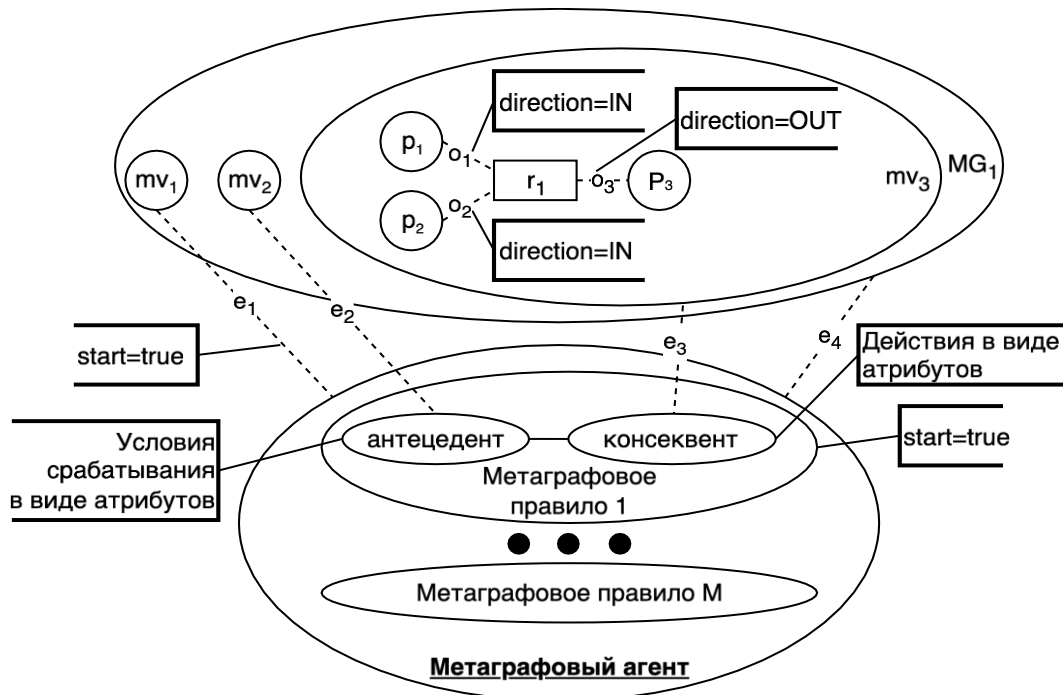 direction=IN
direction=OUT
p1
o1
mv1
mv2
r1
o3
P3
mv3
MG1
p2
o2
direction=IN
e1
e2
e3
e4
start=true
Действия в виде
атрибутов
Условия
срабатывания
в виде атрибутов
антецедент
консеквент
start=true
Метаграфовое
правило 1
Метаграфовое правило M
Метаграфовый агент